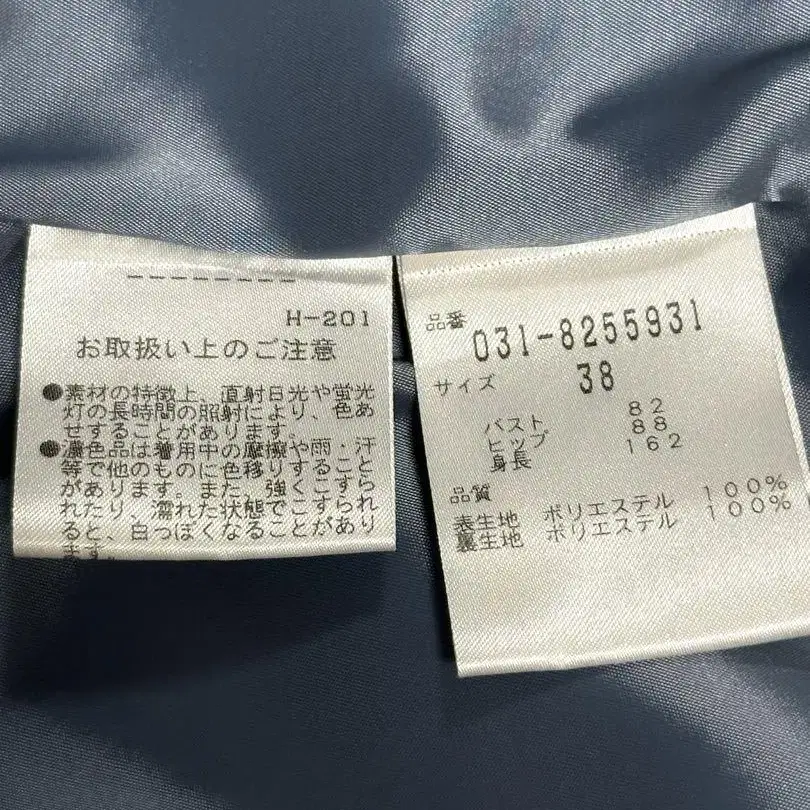 H-201
お取扱い上のご注意
●素材の特徴上、直射日光や蛍光
灯の長時間の照射により、色あ
せすることがあります。
●濃色品は着用中の摩擦や雨・汗
等で他のものに色移りすること
があります。また、強くこすら
れたり、濡れた状態でこすられ
ると、白っぽくなることがあり
ます。
品番
031-8255931
サイズ 38
バスト 82
ヒップ 88
身長 162
品質
表生地 ポリエステル 100%
裏生地 ポリエステル 100%